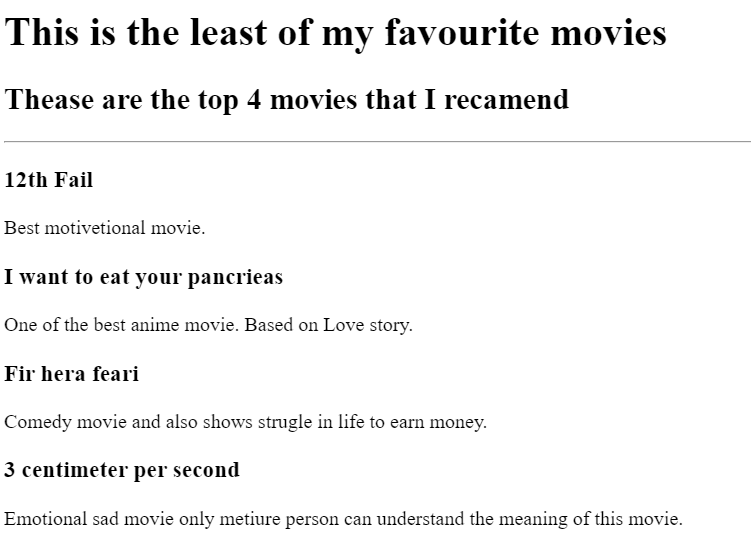 This is the least of my favourite movies
Thease are the top 4 movies that I recamend
12th Fail
Best motivetional movie.
I want to eat your pancrieas
One of the best anime movie. Based on Love story.
Fir hera feari
Comedy movie and also shows strugle in life to earn money.
3 centimeter per second
Emotional sad movie only metiure person can understand the meaning of this movie.